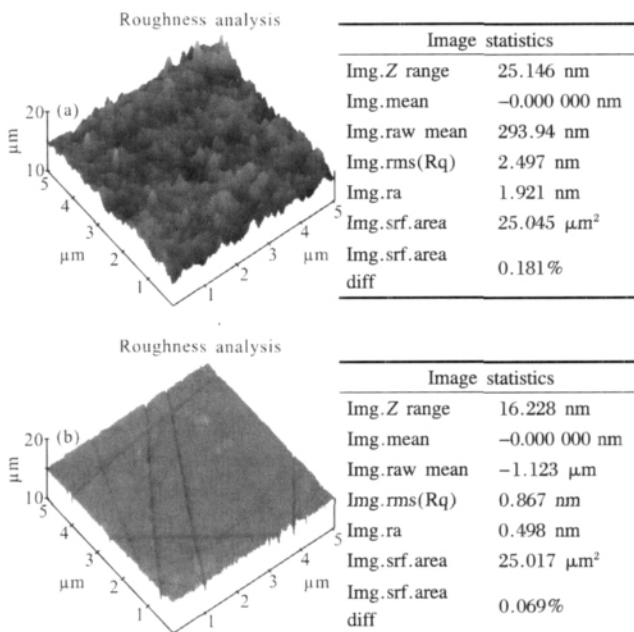 Roughness analysis
(a)
20
μm
10
5
4
μm
3
2
1
1
2
μm
3
4
5
Image statistics
Img.Z range 25.146 nm
Img.mean −0.000 000 nm
Img.raw mean 293.94 nm
Img.rms(Rq) 2.497 nm
Img.ra 1.921 nm
Img.srf.area 25.045 μm²
Img.srf.area
diff 0.181%
Roughness analysis
(b)
20
μm
10
5
4
μm
3
2
1
1
2
μm
3
4
5
Image statistics
Img.Z range 16.228 nm
Img.mean −0.000 000 nm
Img.raw mean −1.123 μm
Img.rms(Rq) 0.867 nm
Img.ra 0.498 nm
Img.srf.area 25.017 μm²
Img.srf.area
diff 0.069%